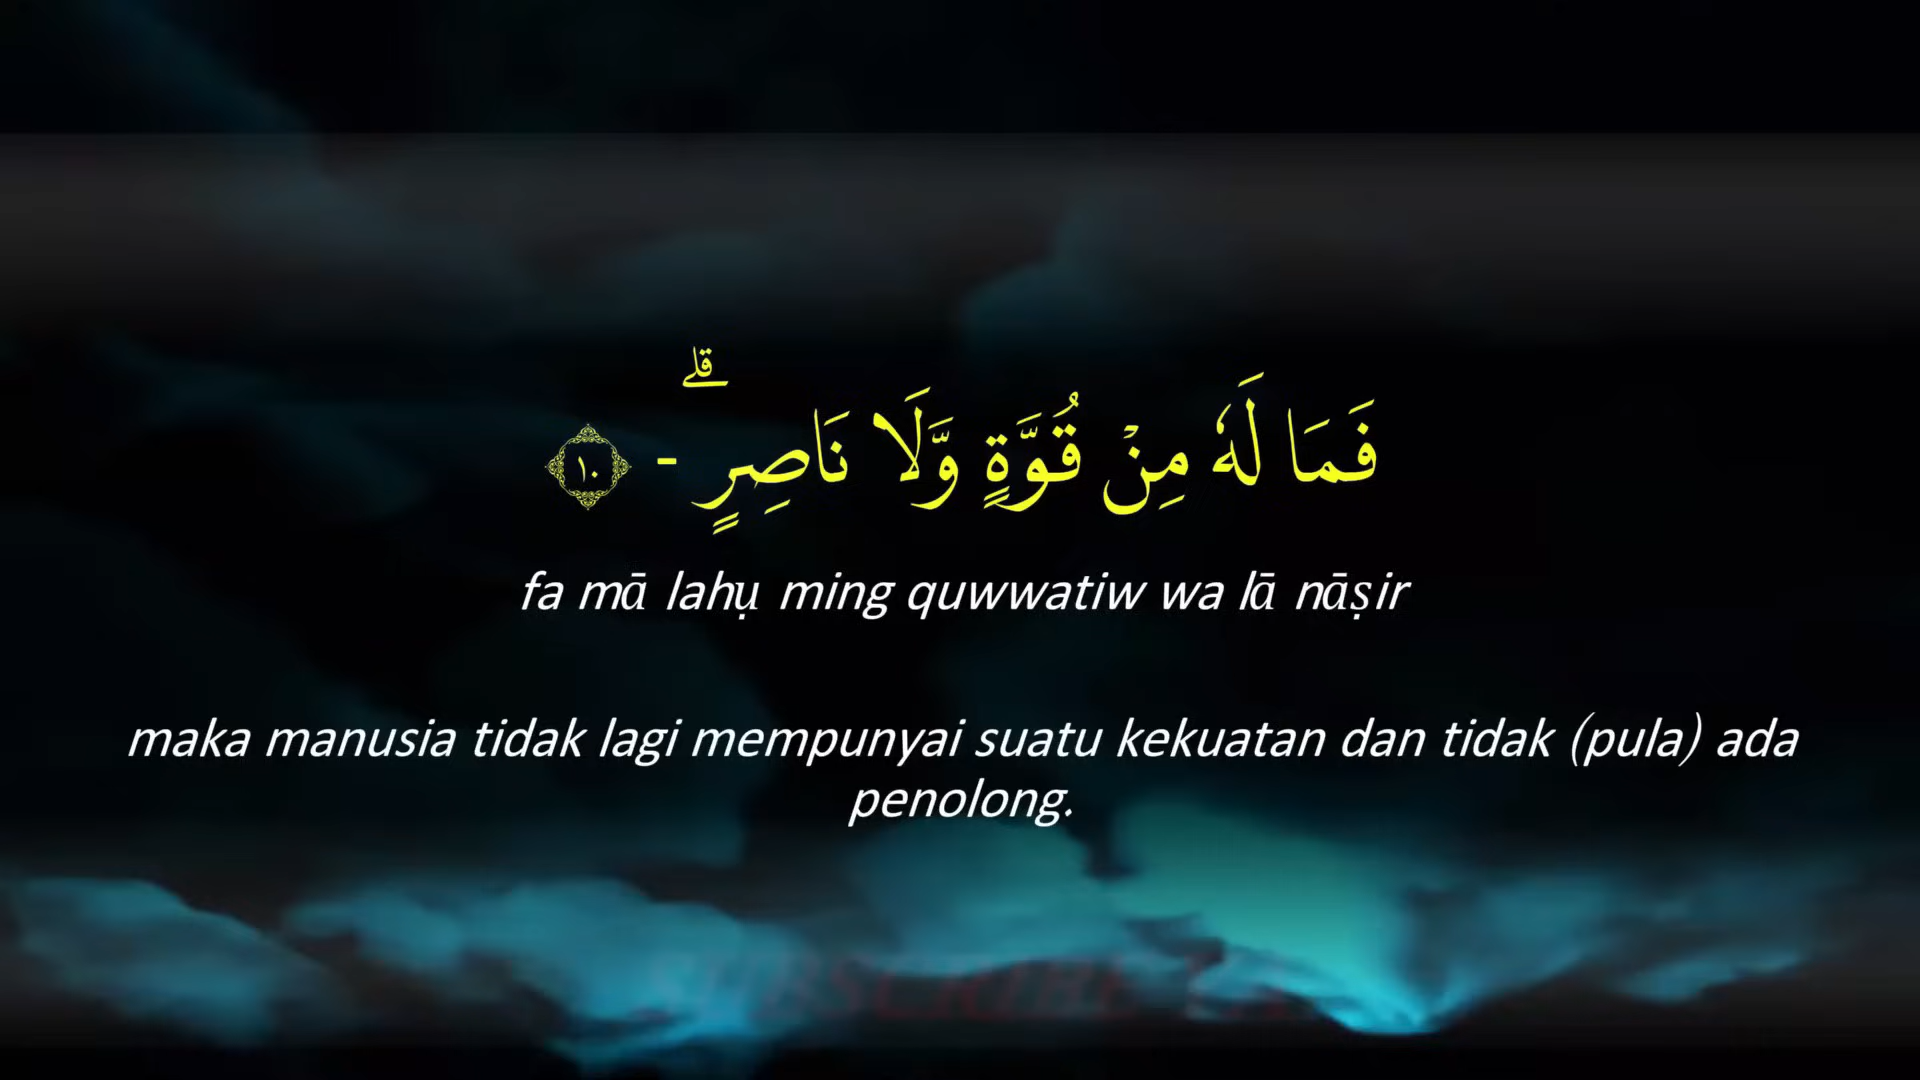 فَمَا لَهٗ مِنْ قُوَّةٍ وَّلَا نَاصِرٍۗ - ١٠
fa mā lahụ ming quwwatiw wa lā nāṣir
maka manusia tidak lagi mempunyai suatu kekuatan dan tidak (pula) ada
penolong.
SUBSCRIBE